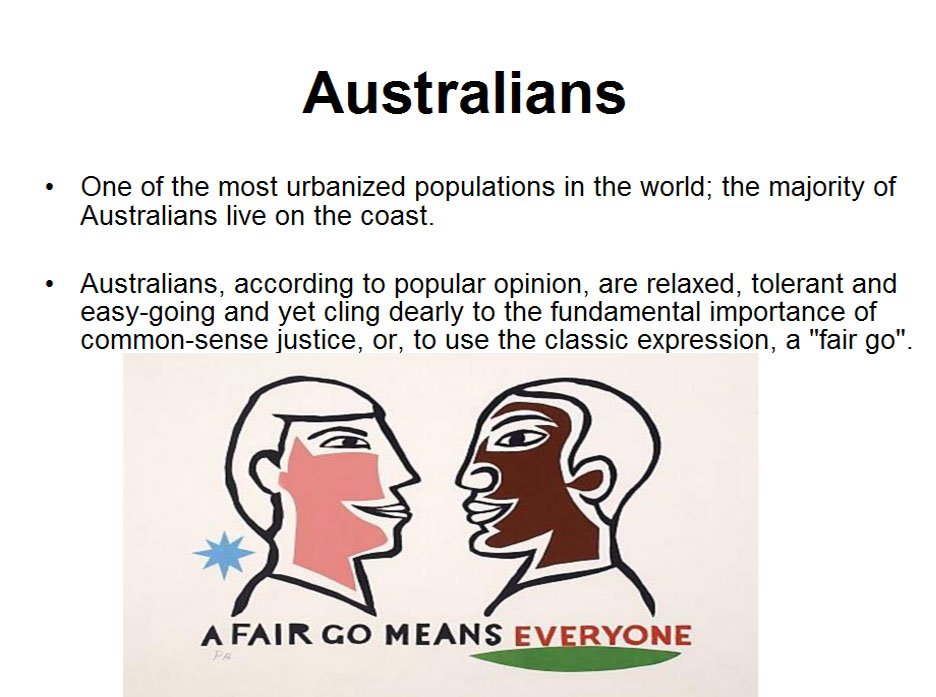 Australians
• One of the most urbanized populations in the world; the majority of
Australians live on the coast.
• Australians, according to popular opinion, are relaxed, tolerant and
easy-going and yet cling dearly to the fundamental importance of
common-sense justice, or, to use the classic expression, a "fair go".
A FAIR GO MEANS EVERYONE